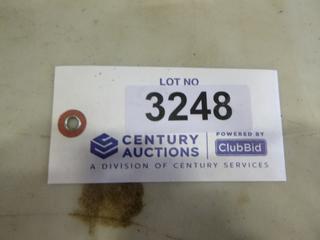 LOT NO
3248
CENTURY AUCTIONS
POWERED BY
ClubBid
A DIVISION OF CENTURY SERVICES